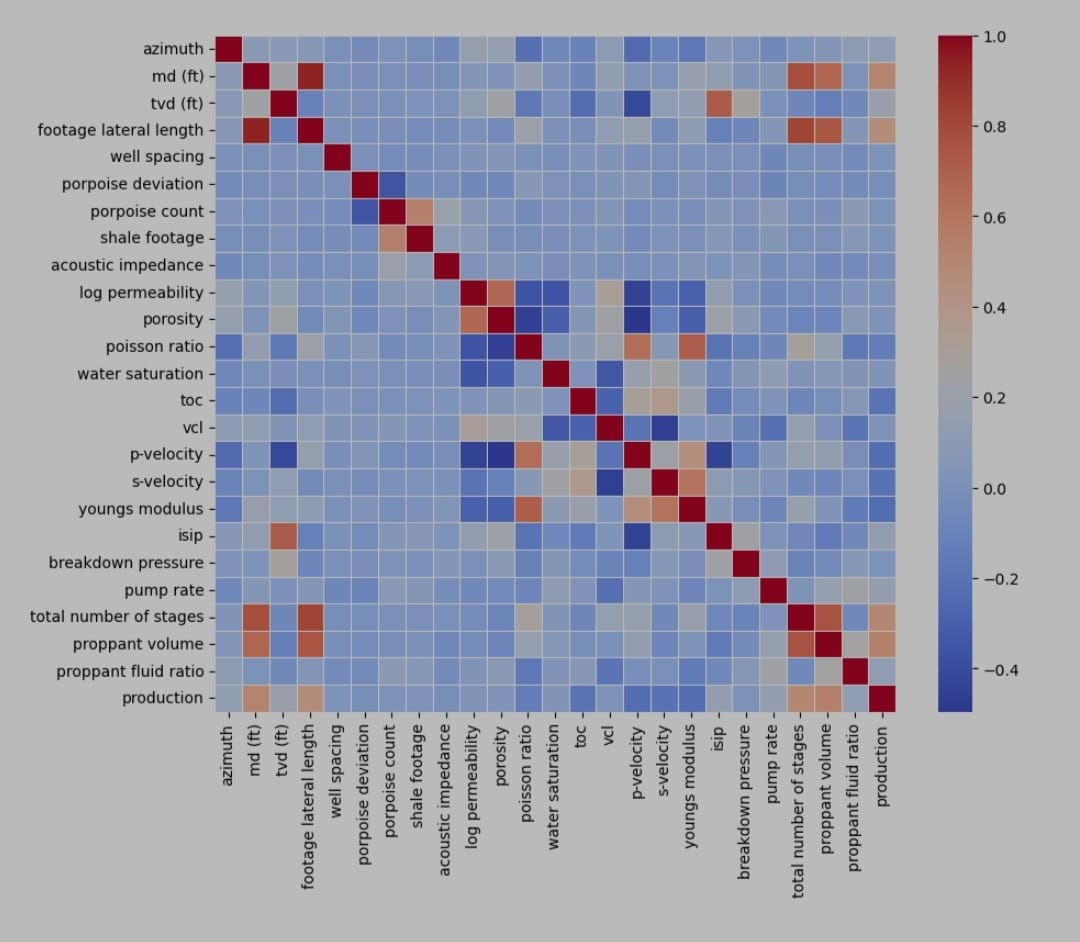 azimuth
md (ft)
tvd (ft)
footage lateral length
well spacing
porpoise deviation
porpoise count
shale footage
acoustic impedance
log permeability
porosity
poisson ratio
water saturation
toc
vcl
p-velocity
s-velocity
youngs modulus
isip
breakdown pressure
pump rate
total number of stages
proppant volume
proppant fluid ratio
production
azimuth
md (ft)
tvd (ft)
footage lateral length
well spacing
porpoise deviation
porpoise count
shale footage
acoustic impedance
log permeability
porosity
poisson ratio
water saturation
toc
vcl
p-velocity
s-velocity
youngs modulus
isip
breakdown pressure
pump rate
total number of stages
proppant volume
proppant fluid ratio
production
1.0
0.8
0.6
0.4
0.2
0.0
−0.2
−0.4